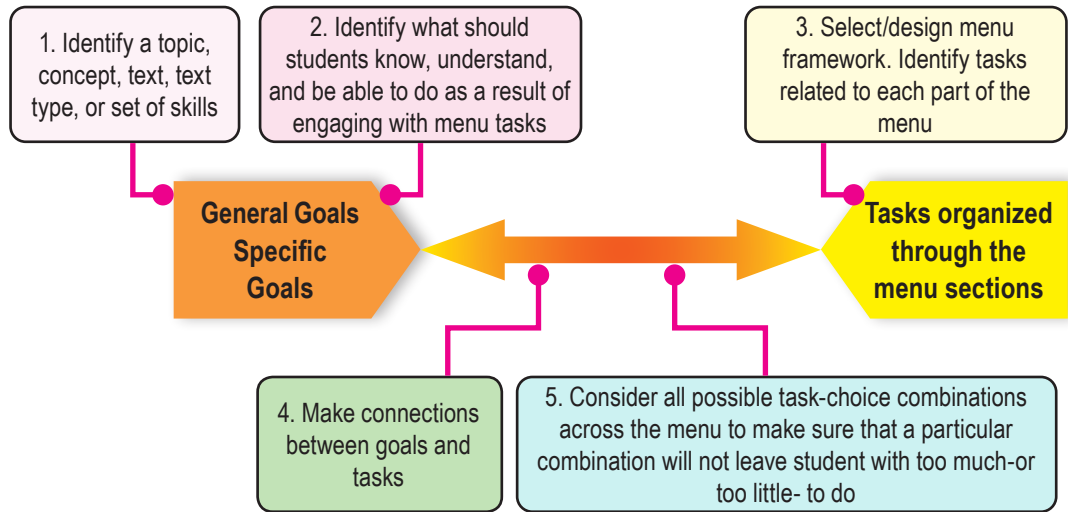 1. Identify a topic,
concept, text, text
type, or set of skills
2. Identify what should
students know, understand,
and be able to do as a result of
engaging with menu tasks
3. Select/design menu
framework. Identify tasks
related to each part of the
menu
General Goals
Specific
Goals
Tasks organized
through the
menu sections
4. Make connections
between goals and
tasks
5. Consider all possible task-choice combinations
across the menu to make sure that a particular
combination will not leave student with too much-or
too little- to do